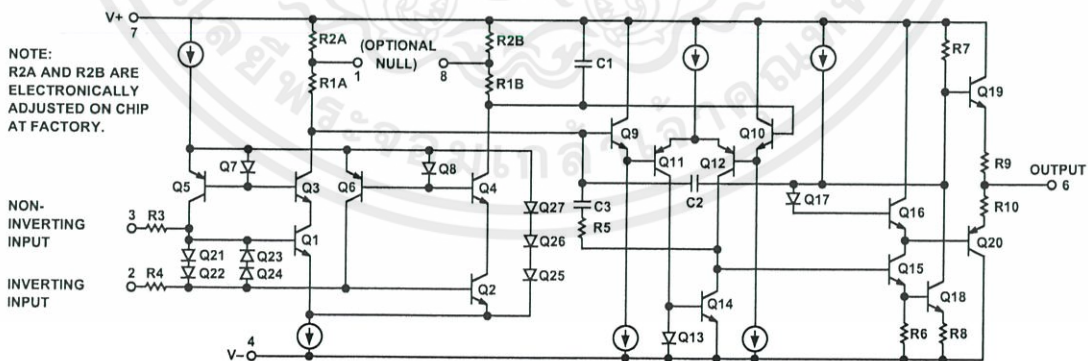 V+
7
NOTE:
R2A AND R2B ARE
ELECTRONICALLY
ADJUSTED ON CHIP
AT FACTORY.
R2A
(OPTIONAL
NULL)
R2B
1
8
R1A
R1B
C1
R7
Q19
Q9
Q10
Q11
Q12
Q7
Q8
Q5
Q3
Q6
Q4
R9
OUTPUT
6
R10
NON-
INVERTING
INPUT
3
R3
Q1
Q27
C3
C2
Q17
Q16
Q20
R5
Q21
Q23
Q26
Q22
Q24
Q15
INVERTING
INPUT
2
R4
Q2
Q25
Q14
Q18
Q13
R6
R8
V–
4